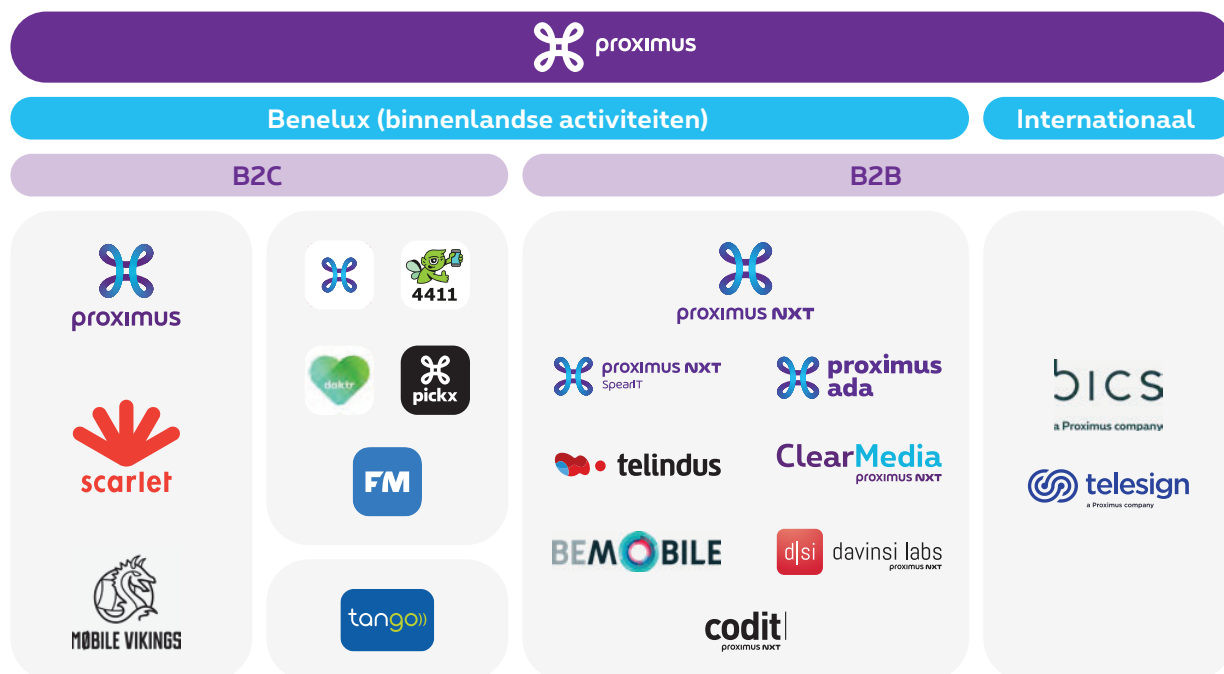 proximus
Benelux (binnenlandse activiteiten)
Internationaal
B2C
B2B
proximus
scarlet
MØBILE VIKINGS
4411
doktr
pickx
FM
tango
proximus NXT
proximus NXT
SpearIT
proximus
ada
telindus
ClearMedia
proximus NXT
BEMOBILE
d|si
davinsi labs
proximus NXT
codit
proximus NXT
bics
a Proximus company
telesign
a Proximus company